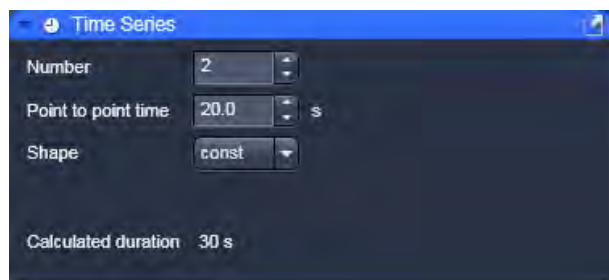 Time Series
Number 2
Point to point time 20.0 s
Shape const
Calculated duration 30 s